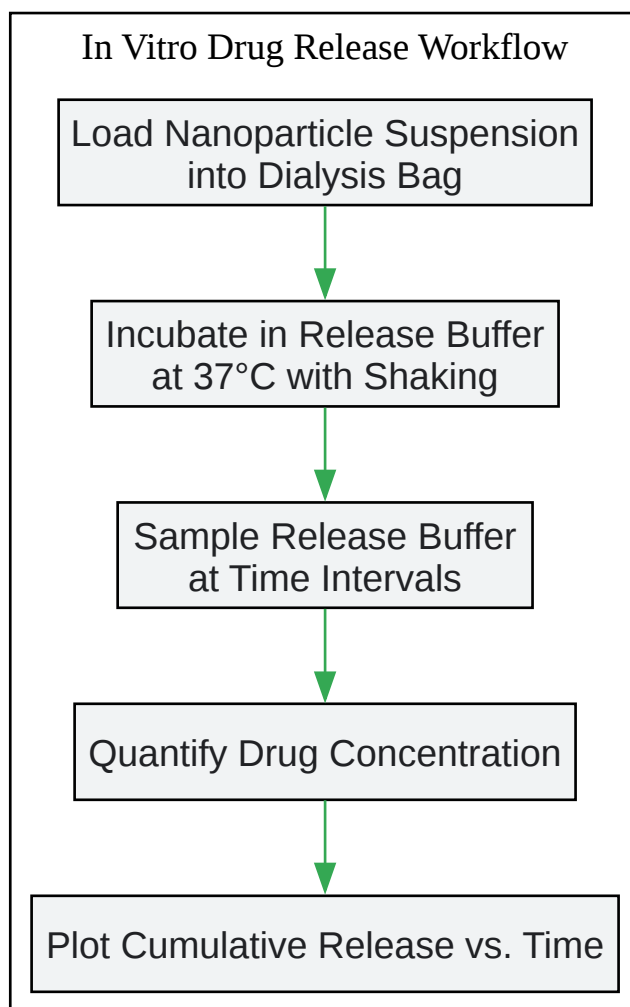 In Vitro Drug Release Workflow
Load Nanoparticle Suspension
into Dialysis Bag
Incubate in Release Buffer
at 37°C with Shaking
Sample Release Buffer
at Time Intervals
Quantify Drug Concentration
Plot Cumulative Release vs. Time